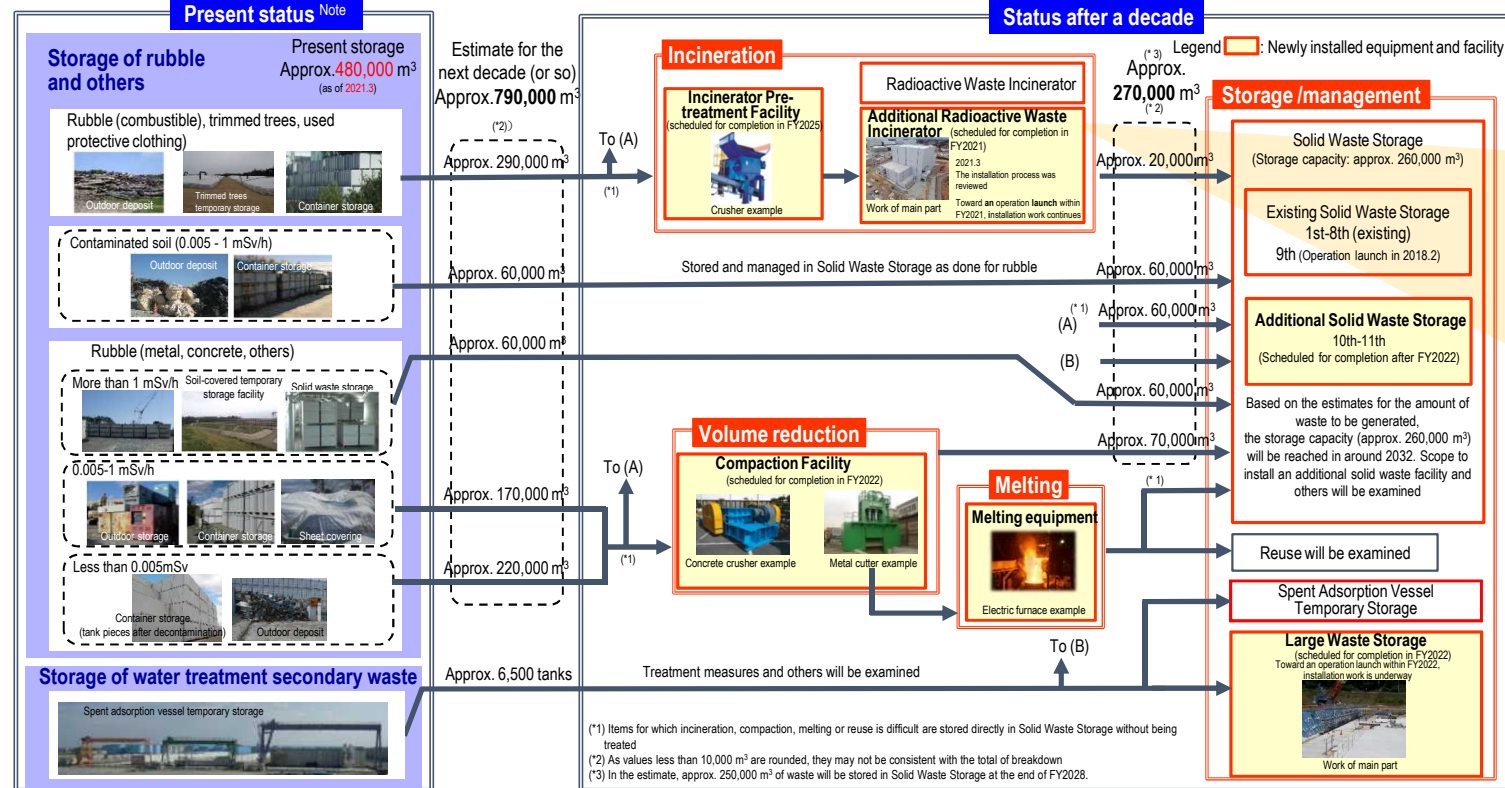 Present status Note
Storage of rubble
and others
Present storage
Approx.480,000 m³
(as of 2021.3)
Rubble (combustible), trimmed trees, used
protective clothing)
Outdoor deposit
Trimmed trees
temporary storage
Container storage
Contaminated soil (0.005 - 1 mSv/h)
Outdoor deposit
Container storage
Rubble (metal, concrete, others)
More than 1 mSv/h
Soil-covered temporary
storage facility
Solid waste storage
0.005-1 mSv/h
Outdoor storage
Container storage
Sheet covering
Less than 0.005mSv
Container storage
(tank pieces after decontamination)
Outdoor deposit
Storage of water treatment secondary waste
Spent adsorption vessel temporary storage
Estimate for the
next decade (or so)
Approx.790,000 m³
(*2))
Approx. 290,000 m³
Approx. 60,000 m³
Approx. 60,000 m³
Approx. 170,000 m³
Approx. 220,000 m³
Approx. 6,500 tanks
Status after a decade
Legend : Newly installed equipment and facility
To (A)
(*1)
Incineration
Incinerator Pre-
treatment Facility
(scheduled for completion in FY2025)
Crusher example
Radioactive Waste Incinerator
Additional Radioactive Waste
Incinerator (scheduled for completion in
FY2021)
2021.3
The installation process was
reviewed
Toward an operation launch within
FY2021, installation work continues
Work of main part
Stored and managed in Solid Waste Storage as done for rubble
To (A)
(*1)
Volume reduction
Compaction Facility
(scheduled for completion in FY2022)
Concrete crusher example
Metal cutter example
Melting
Melting equipment
Electric furnace example
Treatment measures and others will be examined
To (B)
(* 3)
Approx.
270,000 m³
(* 2)
Approx. 20,000 m³
Approx. 60,000 m³
(A)
(* 1)
Approx. 60,000 m³
(B)
Approx. 60,000 m³
Approx. 70,000 m³
(* 1)
Storage /management
Solid Waste Storage
(Storage capacity: approx. 260,000 m³)
Existing Solid Waste Storage
1st-8th (existing)
9th (Operation launch in 2018.2)
Additional Solid Waste Storage
10th-11th
(Scheduled for completion after FY2022)
Based on the estimates for the amount of
waste to be generated,
the storage capacity (approx. 260,000 m³)
will be reached in around 2032. Scope to
install an additional solid waste facility and
others will be examined
Reuse will be examined
Spent Adsorption Vessel
Temporary Storage
Large Waste Storage
(scheduled for completion in FY2022)
Toward an operation launch within FY2022,
installation work is underway
Work of main part
(*1) Items for which incineration, compaction, melting or reuse is difficult are stored directly in Solid Waste Storage without being
treated
(*2) As values less than 10,000 m³ are rounded, they may not be consistent with the total of breakdown
(*3) In the estimate, approx. 250,000 m³ of waste will be stored in Solid Waste Storage at the end of FY2028.